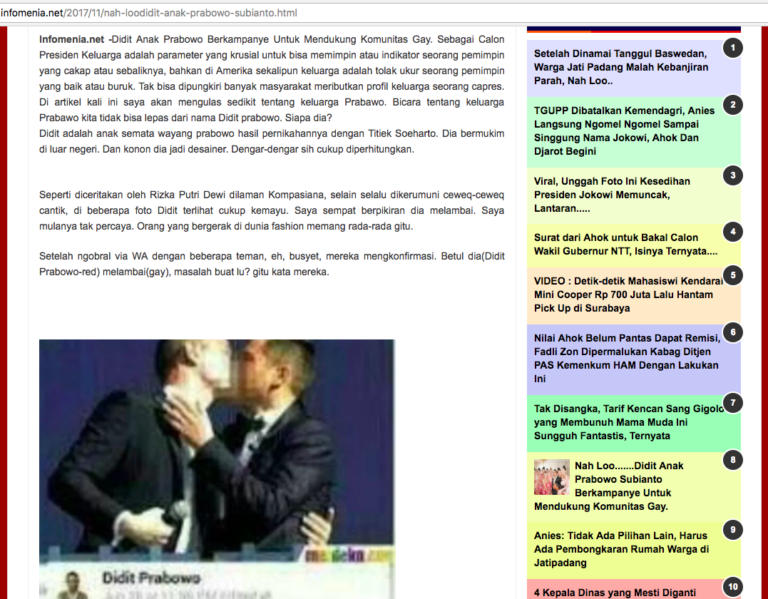 infomenia.net/2017/11/nah-loodidit-anak-prabowo-subianto.html
Infomenia.net -Didit Anak Prabowo Berkampanye Untuk Mendukung Komunitas Gay. Sebagai Calon
Presiden Keluarga adalah parameter yang krusial untuk bisa memimpin atau indikator seorang pemimpin
yang cakap atau sebaliknya, bahkan di Amerika sekalipun keluarga adalah tolak ukur seorang pemimpin
yang baik atau buruk. Tak bisa dipungkiri banyak masyarakat meributkan profil keluarga seorang capres.
Di artikel kali ini saya akan mengulas sedikit tentang keluarga Prabawo. Bicara tentang keluarga
Prabawo kita tidak bisa lepas dari nama Didit prabowo. Siapa dia?
Didit adalah anak semata wayang prabowo hasil pernikahannya dengan Titiek Soeharto. Dia bermukim
di luar negeri. Dan konon dia jadi desainer. Dengar-dengar sih cukup diperhitungkan.
Seperti diceritakan oleh Rizka Putri Dewi dilaman Kompasiana, selain selalu dikerumuni ceweq-ceweq
cantik, di beberapa foto Didit terlihat cukup kemayu. Saya sempat berpikiran dia melambai. Saya
mulanya tak percaya. Orang yang bergerak di dunia fashion memang rada-rada gitu.
Setelah ngobral via WA dengan beberapa teman, eh, busyet, mereka mengkonfirmasi. Betul dia(Didit
Prabowo-red) melambai(gay), masalah buat lu? gitu kata mereka.
merdeka.com
Didit Prabowo
1
Setelah Dinamai Tanggul Baswedan,
Warga Jati Padang Malah Kebanjiran
Parah, Nah Loo..
2
TGUPP Dibatalkan Kemendagri, Anies
Langsung Ngomel Ngomel Sampai
Singgung Nama Jokowi, Ahok Dan
Djarot Begini
3
Viral, Unggah Foto Ini Kesedihan
Presiden Jokowi Memuncak,
Lantaran.....
4
Surat dari Ahok untuk Bakal Calon
Wakil Gubernur NTT, Isinya Ternyata....
5
VIDEO : Detik-detik Mahasiswi Kendarai
Mini Cooper Rp 700 Juta Lalu Hantam
Pick Up di Surabaya
6
Nilai Ahok Belum Pantas Dapat Remisi,
Fadli Zon Dipermalukan Kabag Ditjen
PAS Kemenkum HAM Dengan Lakukan
Ini
7
Tak Disangka, Tarif Kencan Sang Gigolo
yang Membunuh Mama Muda Ini
Sungguh Fantastis, Ternyata
8
Nah Loo.......Didit Anak
Prabowo Subianto
Berkampanye Untuk
Mendukung Komunitas Gay.
9
Anies: Tidak Ada Pilihan Lain, Harus
Ada Pembongkaran Rumah Warga di
Jatipadang
10
4 Kepala Dinas yang Mesti Diganti